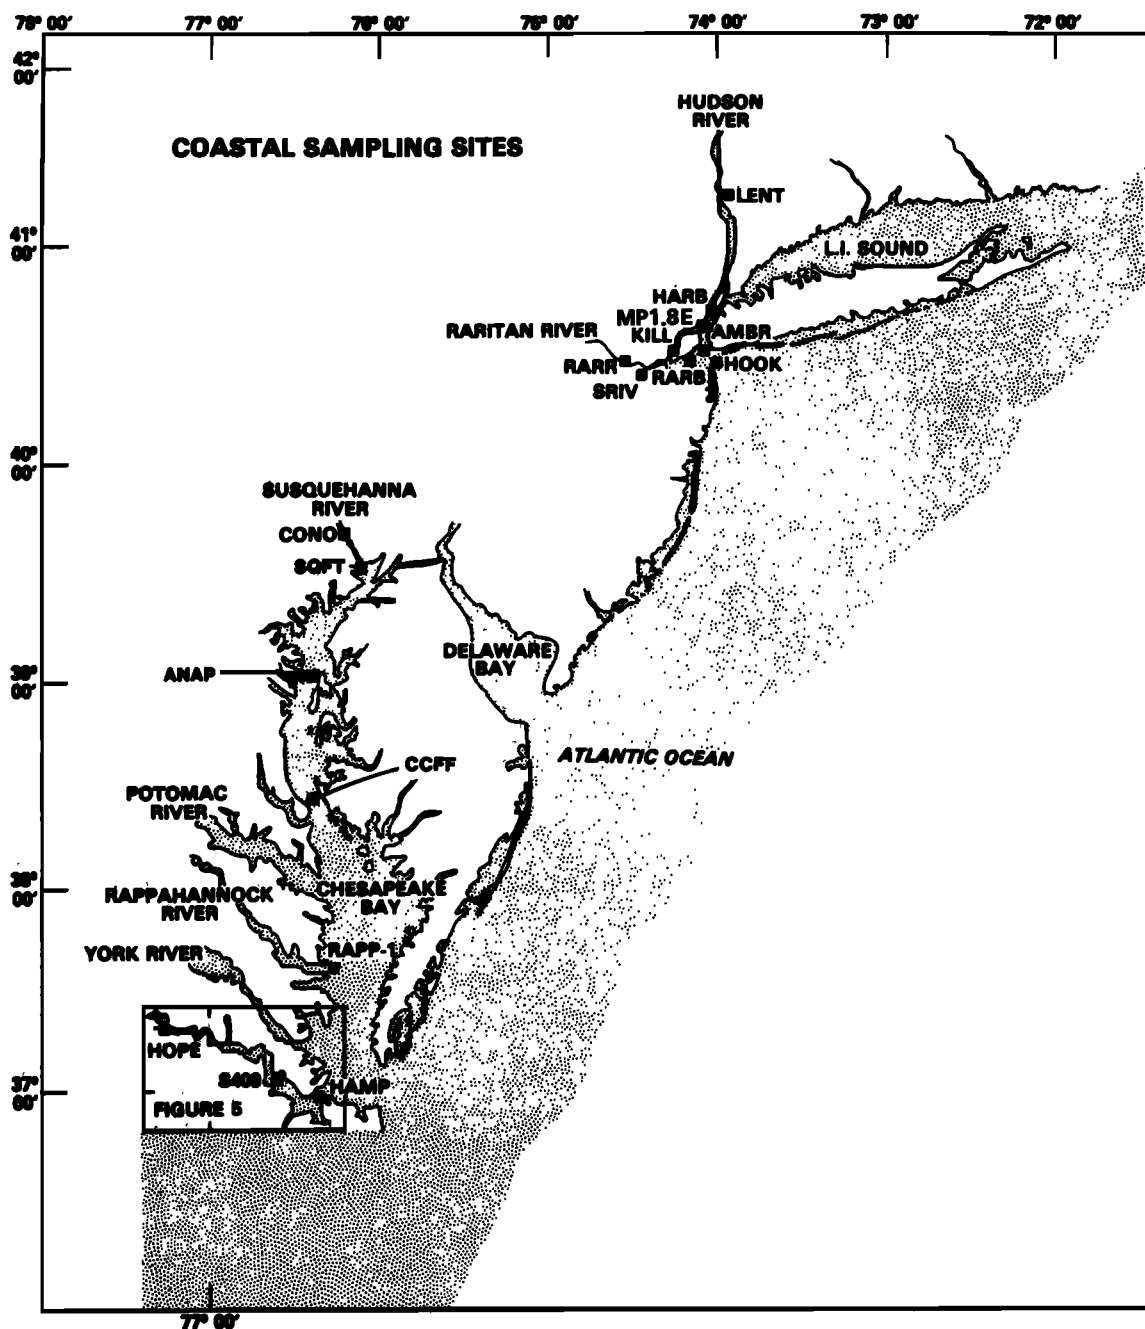 78° 00′ 77° 00′ 76° 00′ 75° 00′ 74° 00′ 73° 00′ 72° 00′
42°
00′
HUDSON
RIVER
COASTAL SAMPLING SITES
LENT
41°
00′
L.I. SOUND
HARB
MP1.8E
RARITAN RIVER
KILL
AMBR
RARR
HOOK
SRIV
RARB
40°
00′
SUSQUEHANNA
RIVER
CONO
SQFT
DELAWARE
BAY
ANAP
39°
00′
ATLANTIC OCEAN
CCFF
POTOMAC
RIVER
38°
00′
CHESAPEAKE
BAY
RAPPAHANNOCK
RIVER
YORK RIVER
RAPP-1
HOPE
S409
HAMP
37°
00′
FIGURE 5
77° 00′